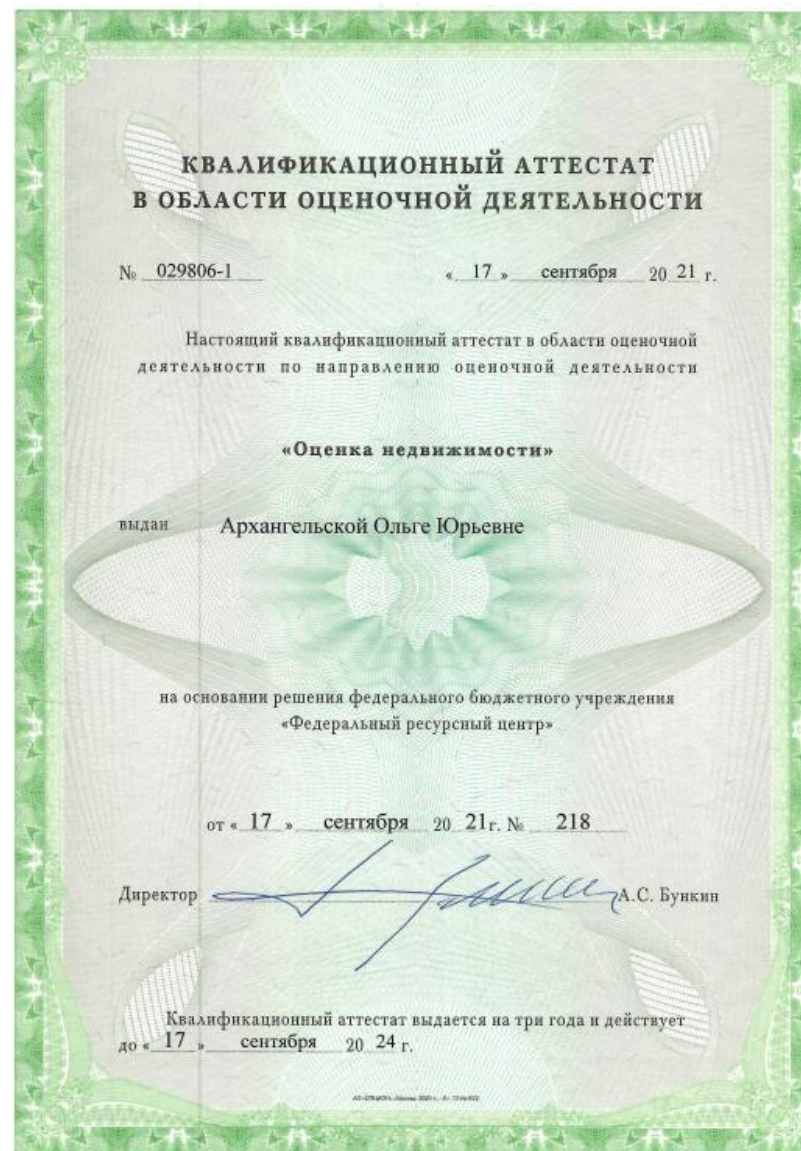 КВАЛИФИКАЦИОННЫЙ АТТЕСТАТ
В ОБЛАСТИ ОЦЕНОЧНОЙ ДЕЯТЕЛЬНОСТИ
№ 029806-1 « 17 » сентября 20 21 г.
Настоящий квалификационный аттестат в области оценочной
деятельности по направлению оценочной деятельности
«Оценка недвижимости»
выдан Архангельской Ольге Юрьевне
на основании решения федерального бюджетного учреждения
«Федеральный ресурсный центр»
от « 17 » сентября 20 21 г. № 218
Директор А.С. Бункин
Квалификационный аттестат выдается на три года и действует
до « 17 » сентября 20 24 г.